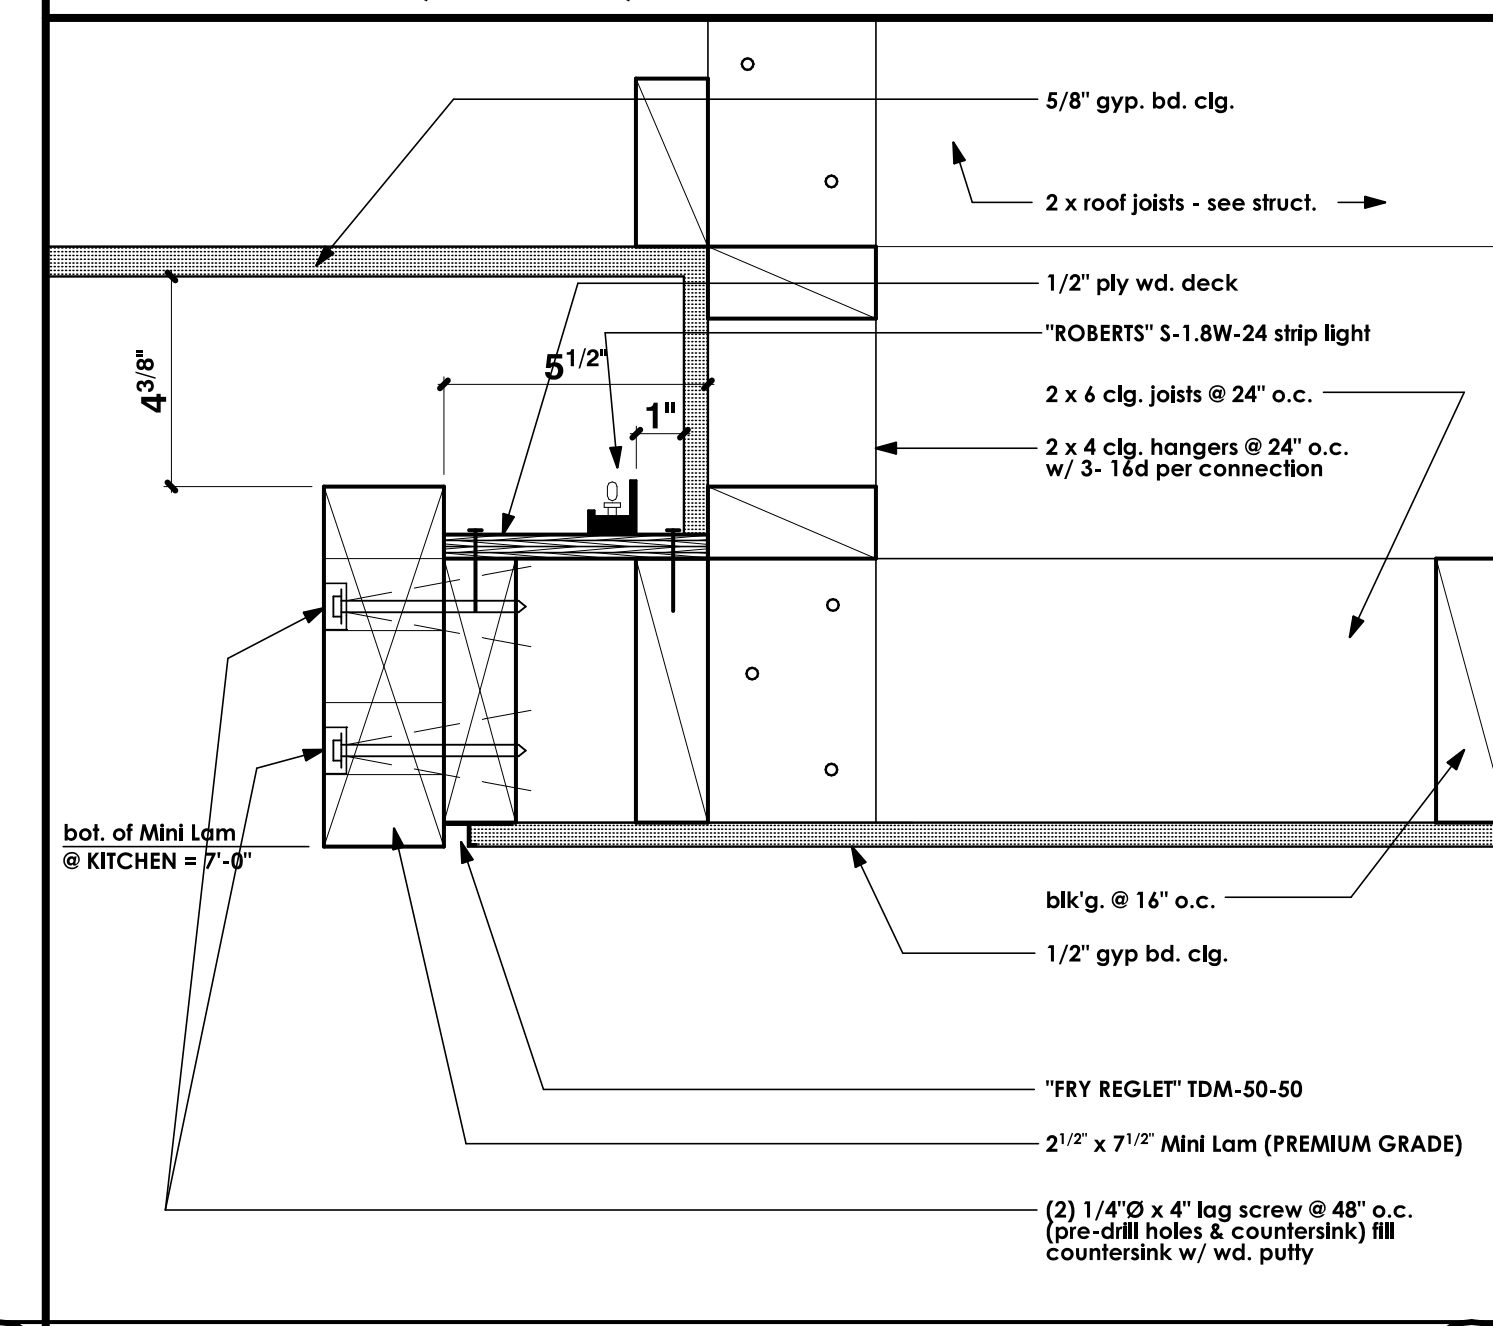 5/8" gyp. bd. clg.
2 x roof joists - see struct.
1/2" ply wd. deck
"ROBERTS" S-1.8W-24 strip light
5 1/2"
4 3/8"
2 x 6 clg. joists @ 24" o.c.
1"
2 x 4 clg. hangers @ 24" o.c.
w/ 3- 16d per connection
bot. of Mini Lam
@ KITCHEN = 7'-0"
blk'g. @ 16" o.c.
1/2" gyp bd. clg.
"FRY REGLET" TDM-50-50
2 1/2" x 7 1/2" Mini Lam (PREMIUM GRADE)
(2) 1/4"Ø x 4" lag screw @ 48" o.c.
(pre-drill holes & countersink) fill
countersink w/ wd. putty